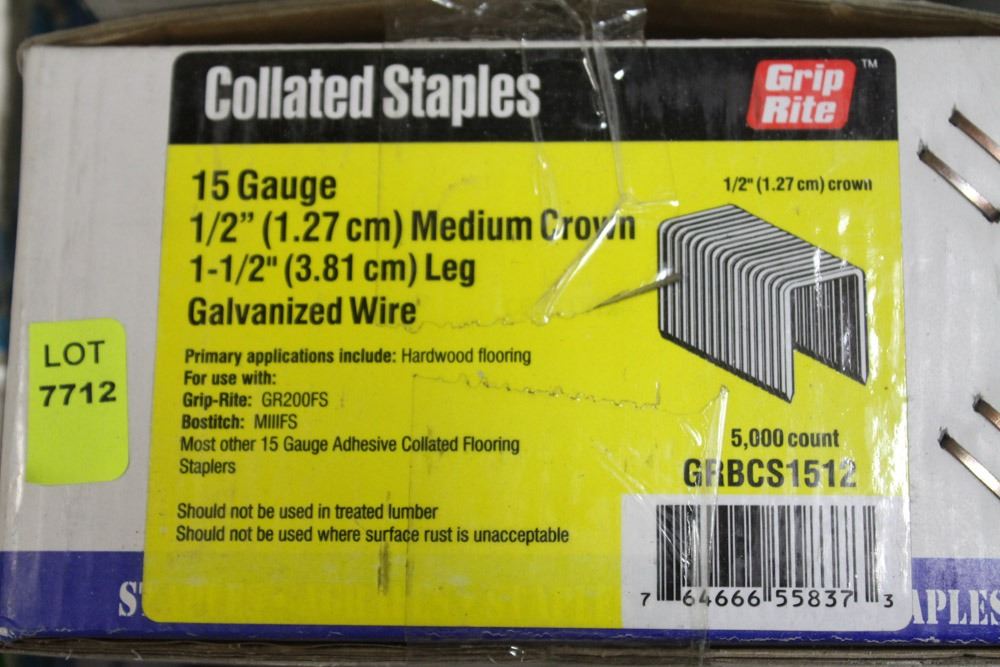 Collated Staples
Grip
Rite
TM
15 Gauge
1/2" (1.27 cm) Medium Crown
1-1/2" (3.81 cm) Leg
Galvanized Wire
1/2" (1.27 cm) crown
LOT
7712
Primary applications include: Hardwood flooring
For use with:
Grip-Rite: GR200FS
Bostitch: MIIIFS
Most other 15 Gauge Adhesive Collated Flooring
Staplers
5,000 count
GRBCS1512
Should not be used in treated lumber
Should not be used where surface rust is unacceptable
7 64666 55837 3